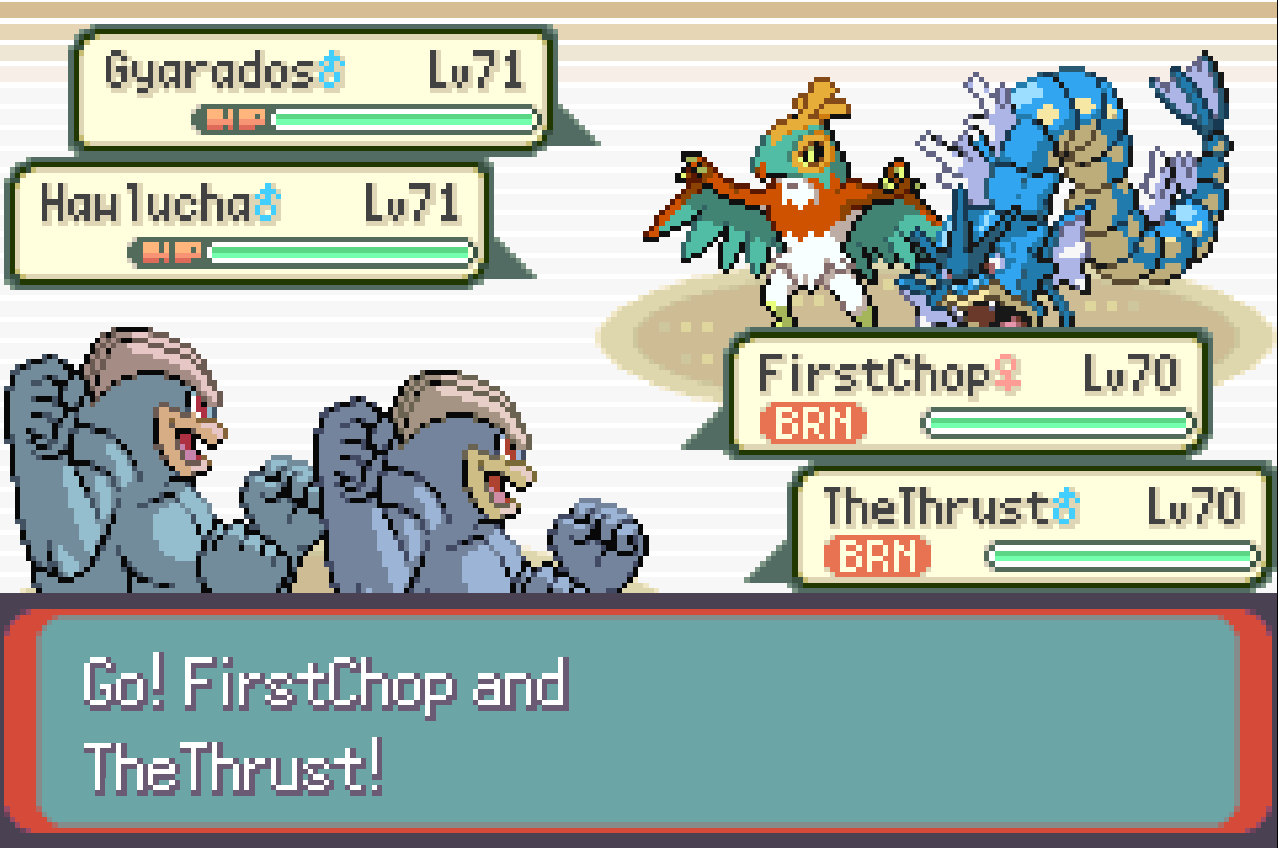 Gyarados♂ Lv71
HP
Hawlucha♂ Lv71
HP
FirstChop♀ Lv70
BRN
TheThrust♂ Lv70
BRN
Go! FirstChop and
TheThrust!